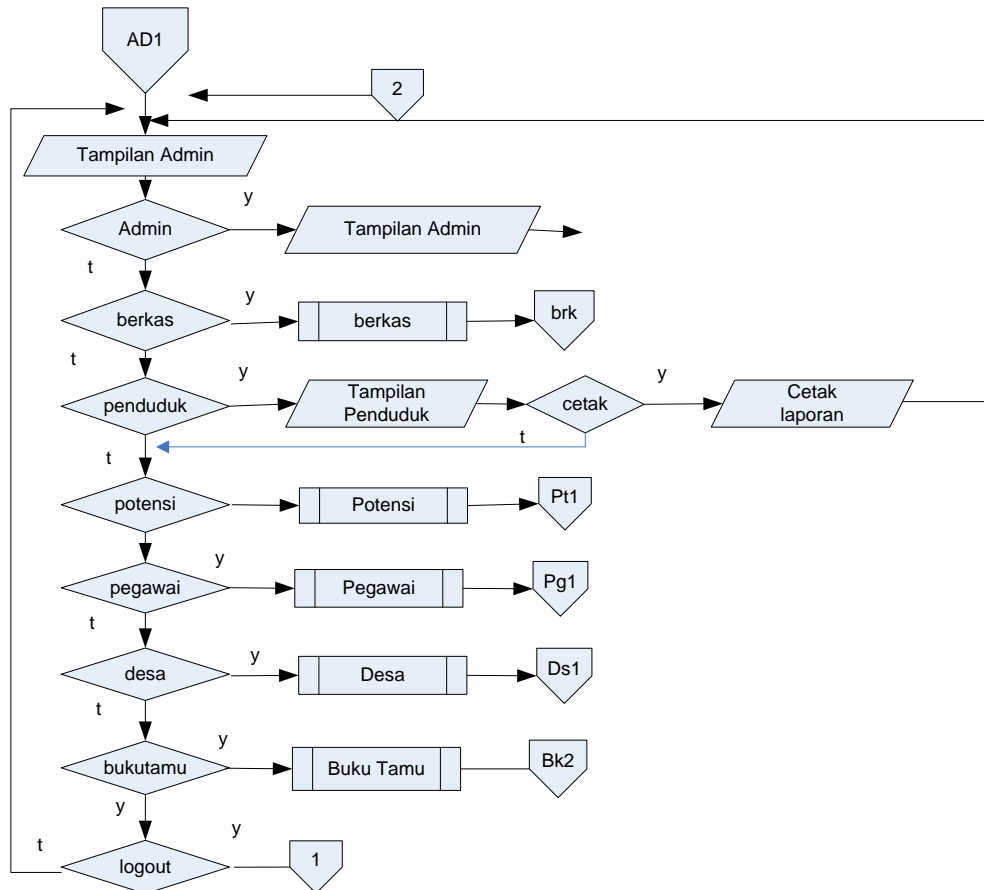 AD1
2
Tampilan Admin
y
Admin
Tampilan Admin
t
y
berkas
berkas
brk
t
y
penduduk
Tampilan
Penduduk
cetak
y
Cetak
laporan
t
t
potensi
Potensi
Pt1
y
pegawai
Pegawai
Pg1
t
y
desa
Desa
Ds1
t
y
bukutamu
Buku Tamu
Bk2
y
y
t
logout
1